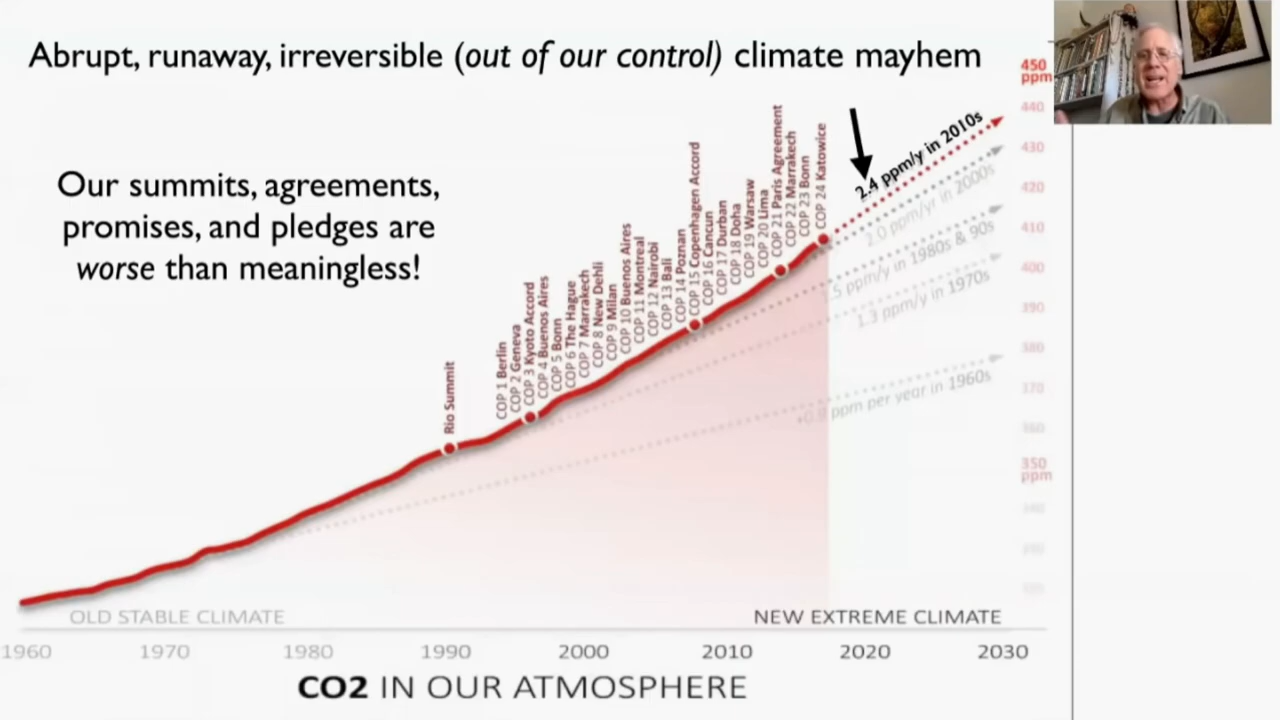 Abrupt, runaway, irreversible (out of our control) climate mayhem
Our summits, agreements,
promises, and pledges are
worse than meaningless!
Rio Summit
COP 1 Berlin
COP 2 Geneva
COP 3 Kyoto Accord
COP 4 Buenos Aires
COP 5 Bonn
COP 6 The Hague
COP 7 Marrakech
COP 8 New Dehli
COP 9 Milan
COP 10 Buenos Aires
COP 11 Montreal
COP 12 Nairobi
COP 13 Bali
COP 14 Poznan
COP 15 Copenhagen Accord
COP 16 Cancun
COP 17 Durban
COP 18 Doha
COP 19 Warsaw
COP 20 Lima
COP 21 Paris Agreement
COP 22 Marrakech
COP 23 Bonn
COP 24 Katowice
2.4 ppm/y in 2010s
2.0 ppm/yr in 2000s
.5 ppm/y in 1980s & 90s
1.3 ppm/y in 1970s
ppm per year in 1960s
450
ppm
440
430
420
410
400
390
380
370
360
350
ppm
OLD STABLE CLIMATE
NEW EXTREME CLIMATE
1960 1970 1980 1990 2000 2010 2020 2030
CO2 IN OUR ATMOSPHERE